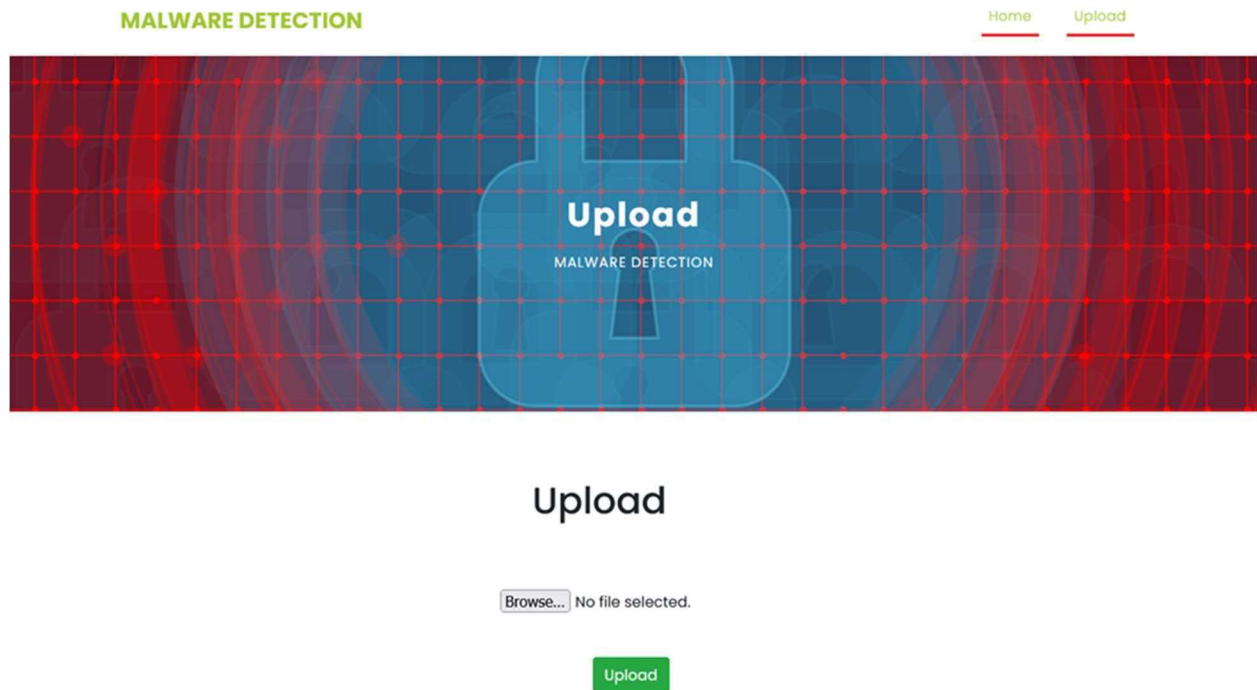 MALWARE DETECTION
Home Upload
Upload
MALWARE DETECTION
Upload
Browse... No file selected.
Upload